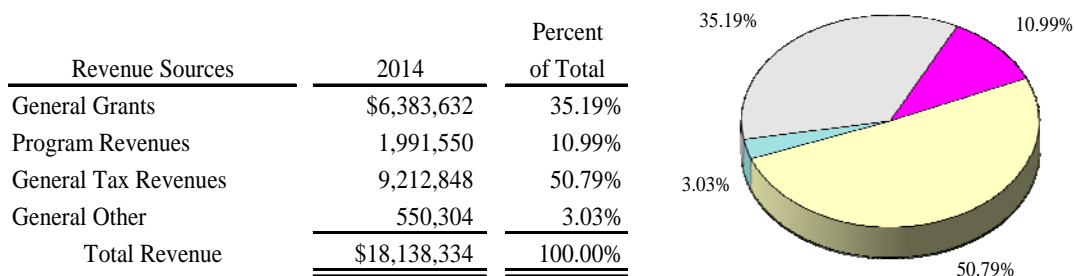 Percent
Revenue Sources 2014 of Total
General Grants $6,383,632 35.19%
Program Revenues 1,991,550 10.99%
General Tax Revenues 9,212,848 50.79%
General Other 550,304 3.03%
Total Revenue $18,138,334 100.00%
35.19%
10.99%
3.03%
50.79%